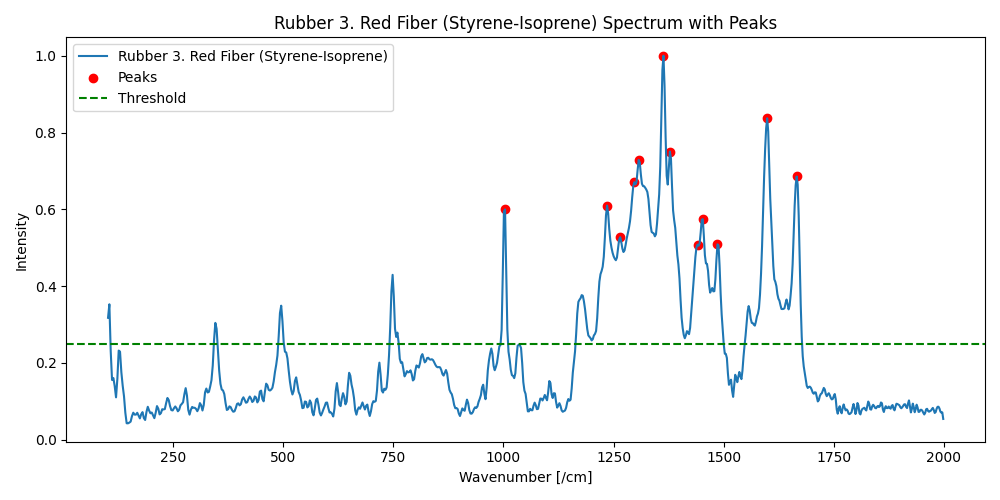 Rubber 3. Red Fiber (Styrene-Isoprene) Spectrum with Peaks
Rubber 3. Red Fiber (Styrene-Isoprene)
Peaks
Threshold
1.0
0.8
0.6
0.4
0.2
0.0
Intensity
250 500 750 1000 1250 1500 1750 2000
Wavenumber [/cm]